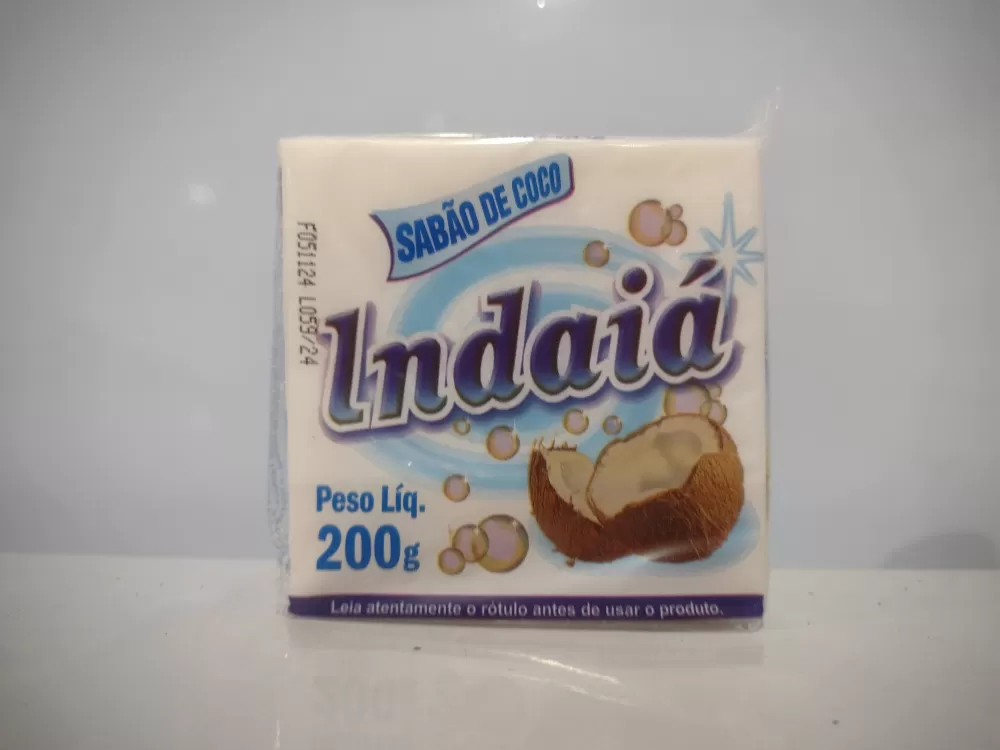 SABÃO DE COCO
Indaiá
F051124 L059/24
Peso Líq.
200g
Leia atentamente o rótulo antes de usar o produto.